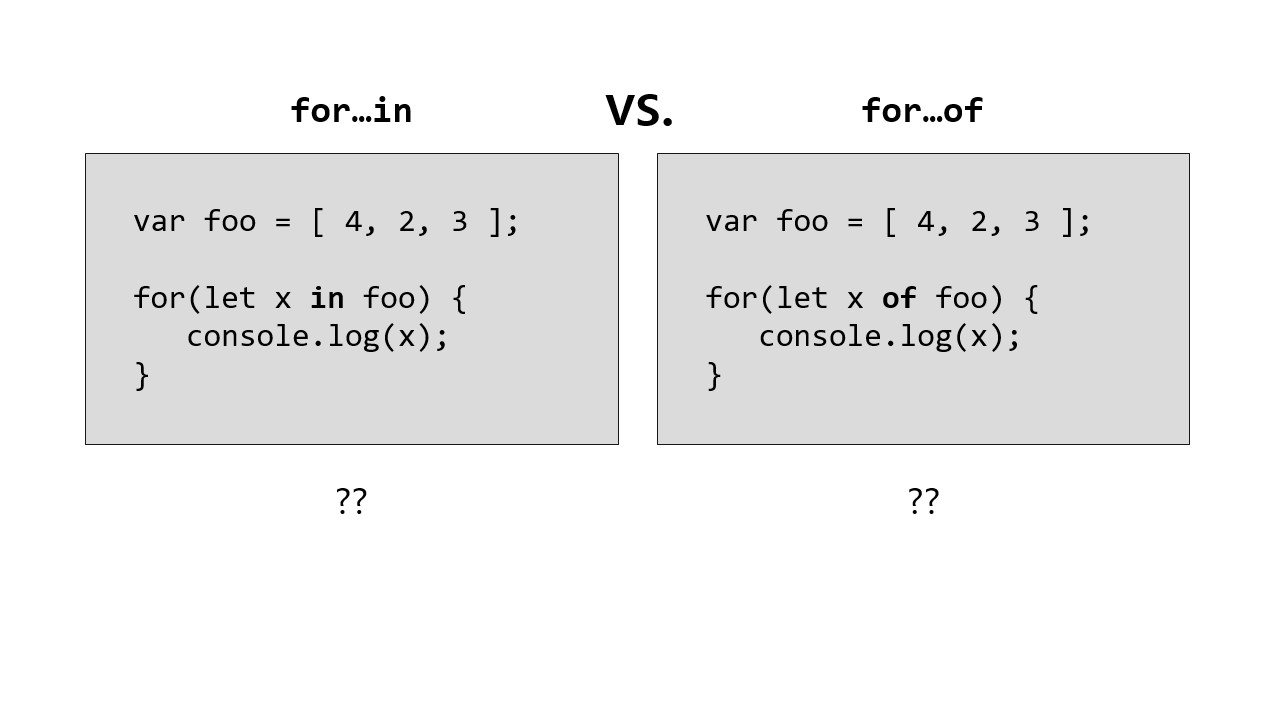 for…in VS. for…of
var foo = [ 4, 2, 3 ];
for(let x in foo) {
   console.log(x);
}
??
var foo = [ 4, 2, 3 ];
for(let x of foo) {
   console.log(x);
}
??